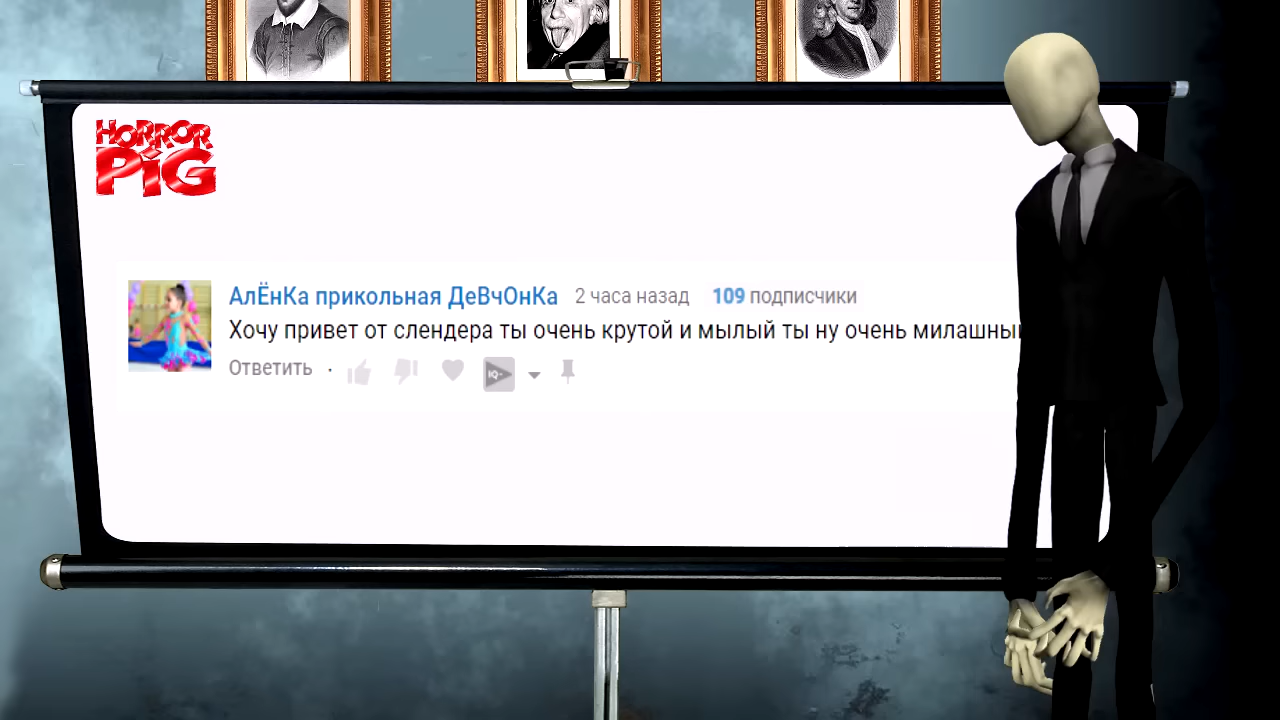 HORROR
PiG
АлЁнКа прикольная ДеВчОнКа 2 часа назад 109 подписчики
Хочу привет от слендера ты очень крутой и мылый ты ну очень
Ответить ·
IQ